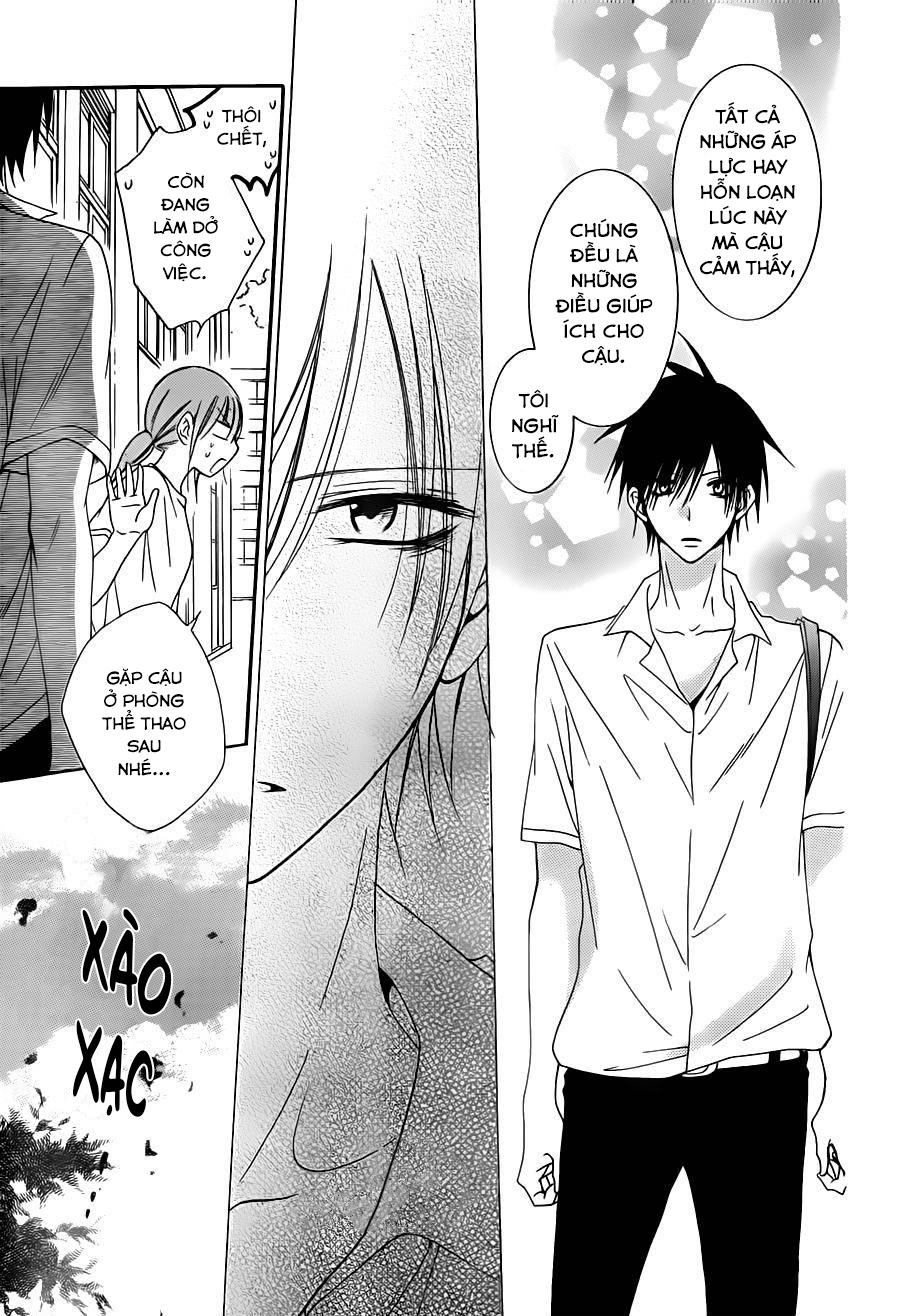 TẤT CẢ
NHỮNG ÁP
LỰC HAY
HỖN LOẠN
LÚC NÀY
MÀ CẬU
CẢM THẤY,
CHÚNG
ĐỀU LÀ
NHỮNG
ĐIỀU GIÚP
ÍCH CHO
CẬU.
TÔI
NGHĨ
THẾ.
THÔI
CHẾT,
CÒN
ĐANG
LÀM DỞ
CÔNG
VIỆC.
GẶP CẬU
Ở PHÒNG
THỂ THAO
SAU
NHÉ...
XÀO
XẠC
...